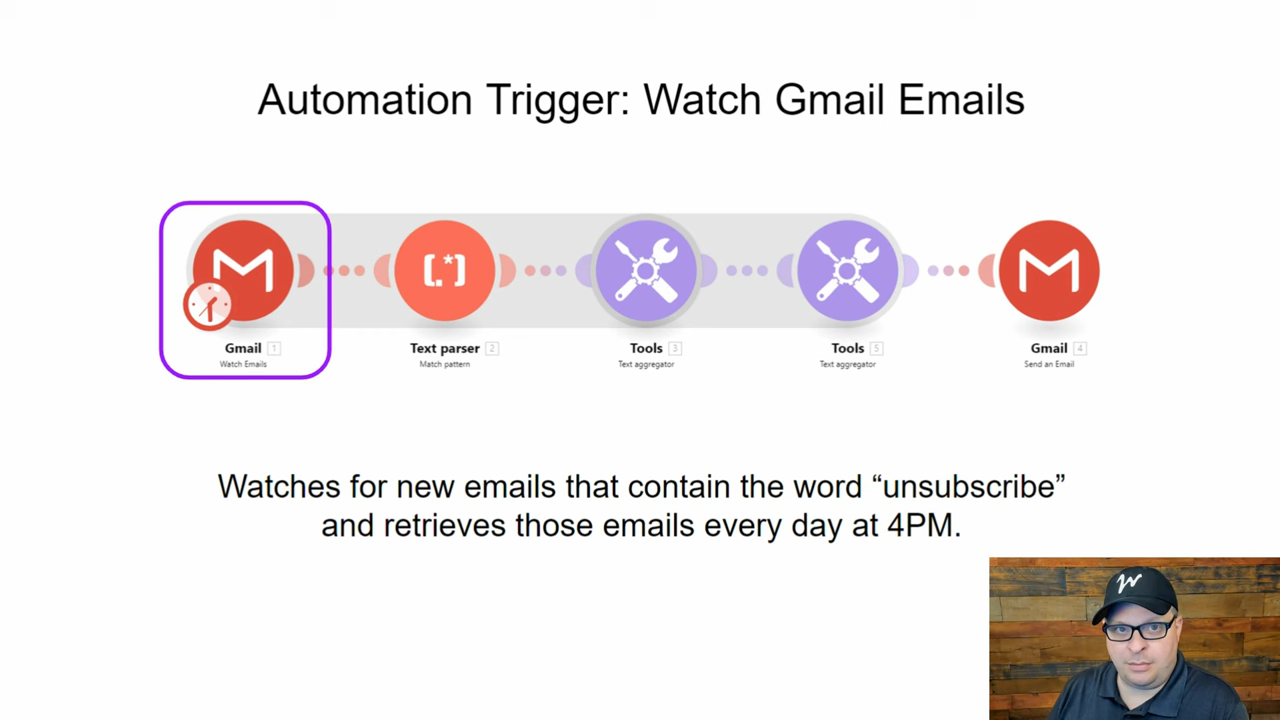 Automation Trigger: Watch Gmail Emails
Gmail 1
Watch Emails
Text parser 2
Match pattern
Tools 3
Text aggregator
Tools 5
Text aggregator
Gmail 4
Send an Email
Watches for new emails that contain the word “unsubscribe”
and retrieves those emails every day at 4PM.